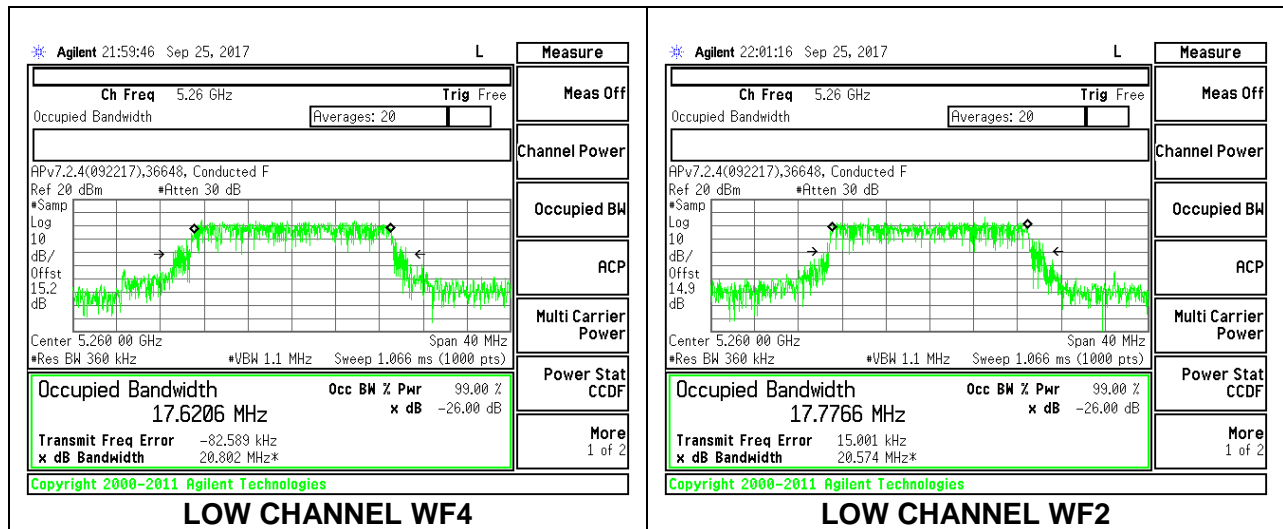 Agilent 21:59:46 Sep 25, 2017 L Measure
Ch Freq 5.26 GHz Trig Free
Meas Off
Occupied Bandwidth Averages: 20
Channel Power
APv7.2.4(092217),36648, Conducted F
Ref 20 dBm #Atten 30 dB
#Samp
Occupied BW
Log
10
dB/
ACP
Offst
15.2
dB
Multi Carrier
Power
Center 5.260 00 GHz Span 40 MHz
#Res BW 360 kHz #VBW 1.1 MHz Sweep 1.066 ms (1000 pts)
Power Stat
CCDF
Occupied Bandwidth Occ BW % Pwr 99.00 %
17.6206 MHz x dB -26.00 dB
More
1 of 2
Transmit Freq Error -82.589 kHz
x dB Bandwidth 20.802 MHz*
Copyright 2000-2011 Agilent Technologies
LOW CHANNEL WF4
Agilent 22:01:16 Sep 25, 2017 L Measure
Ch Freq 5.26 GHz Trig Free
Meas Off
Occupied Bandwidth Averages: 20
Channel Power
APv7.2.4(092217),36648, Conducted F
Ref 20 dBm #Atten 30 dB
#Samp
Occupied BW
Log
10
dB/
ACP
Offst
14.9
dB
Multi Carrier
Power
Center 5.260 00 GHz Span 40 MHz
#Res BW 360 kHz #VBW 1.1 MHz Sweep 1.066 ms (1000 pts)
Power Stat
CCDF
Occupied Bandwidth Occ BW % Pwr 99.00 %
17.7766 MHz x dB -26.00 dB
More
1 of 2
Transmit Freq Error 15.001 kHz
x dB Bandwidth 20.574 MHz*
Copyright 2000-2011 Agilent Technologies
LOW CHANNEL WF2